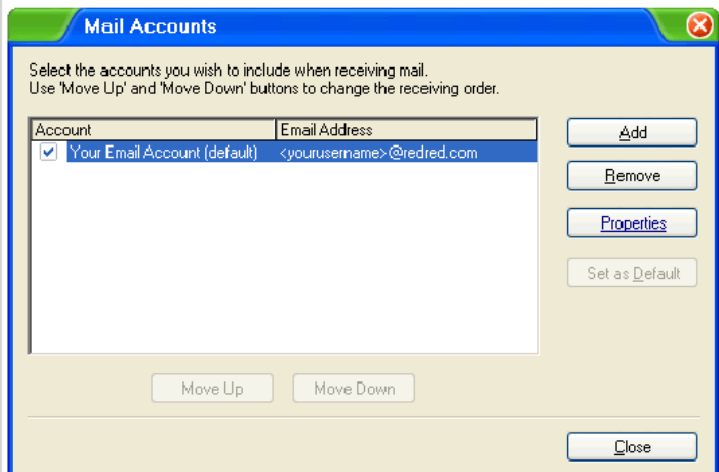 Mail Accounts
Select the accounts you wish to include when receiving mail.
Use 'Move Up' and 'Move Down' buttons to change the receiving order.
Account Email Address
Your Email Account (default) <yourusername>@redred.com
Add
Remove
Properties
Set as Default
Move Up Move Down
Close